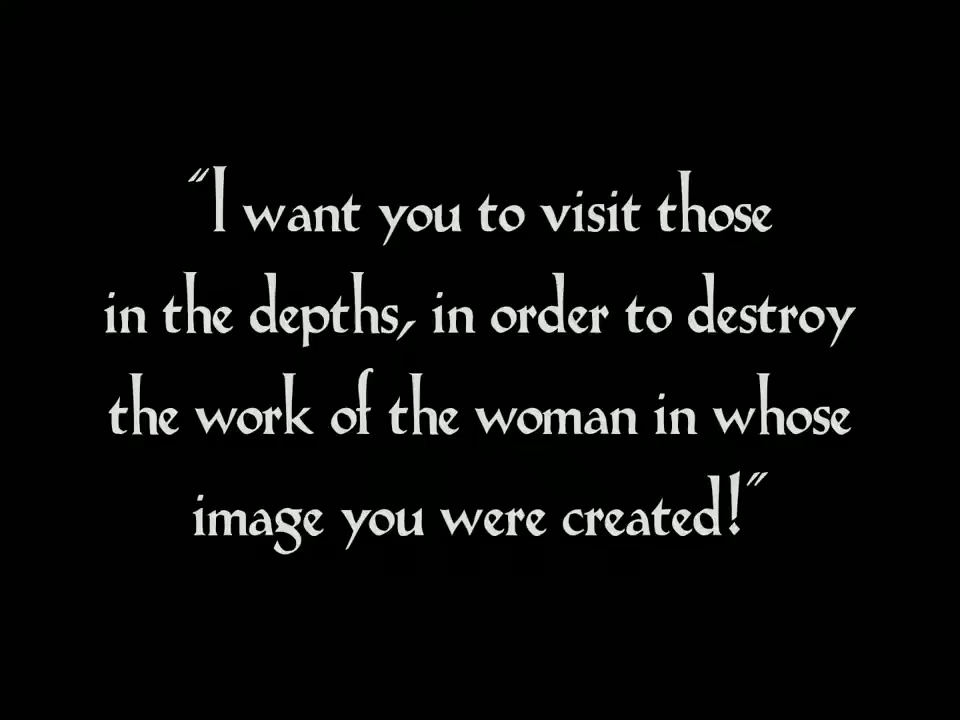 “I want you to visit those
in the depths, in order to destroy
the work of the woman in whose
image you were created!”